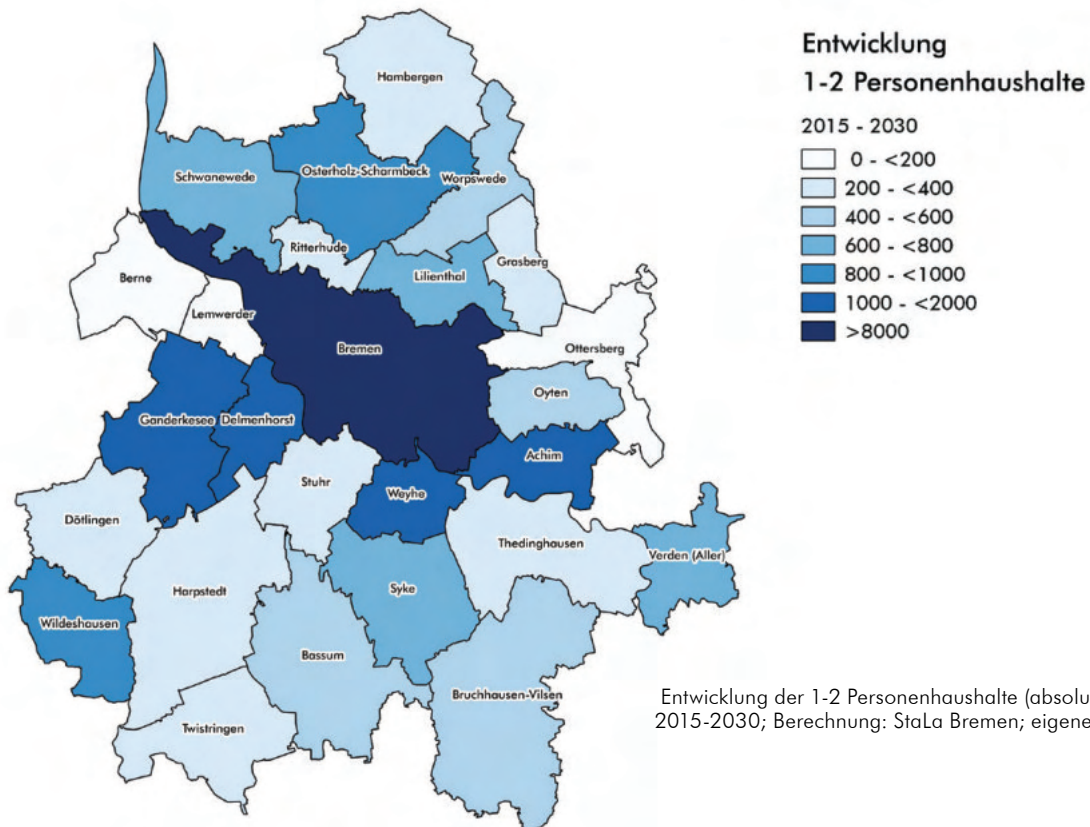 Entwicklung
1-2 Personenhaushalte
2015 - 2030
0 - <200
200 - <400
400 - <600
600 - <800
800 - <1000
1000 - <2000
>8000
Hambergen
Schwanewede
Osterholz-Scharmbeck
Worpswede
Ritterhude
Grasberg
Lilienthal
Berne
Lemwerder
Bremen
Ottersberg
Oyten
Ganderkesee
Delmenhorst
Achim
Stuhr
Weyhe
Dötlingen
Thedinghausen
Verden (Aller)
Harpstedt
Syke
Wildeshausen
Bassum
Bruchhausen-Vilsen
Twistringen
Entwicklung der 1-2 Personenhaushalte (absolu
2015-2030; Berechnung: StaLa Bremen; eigene